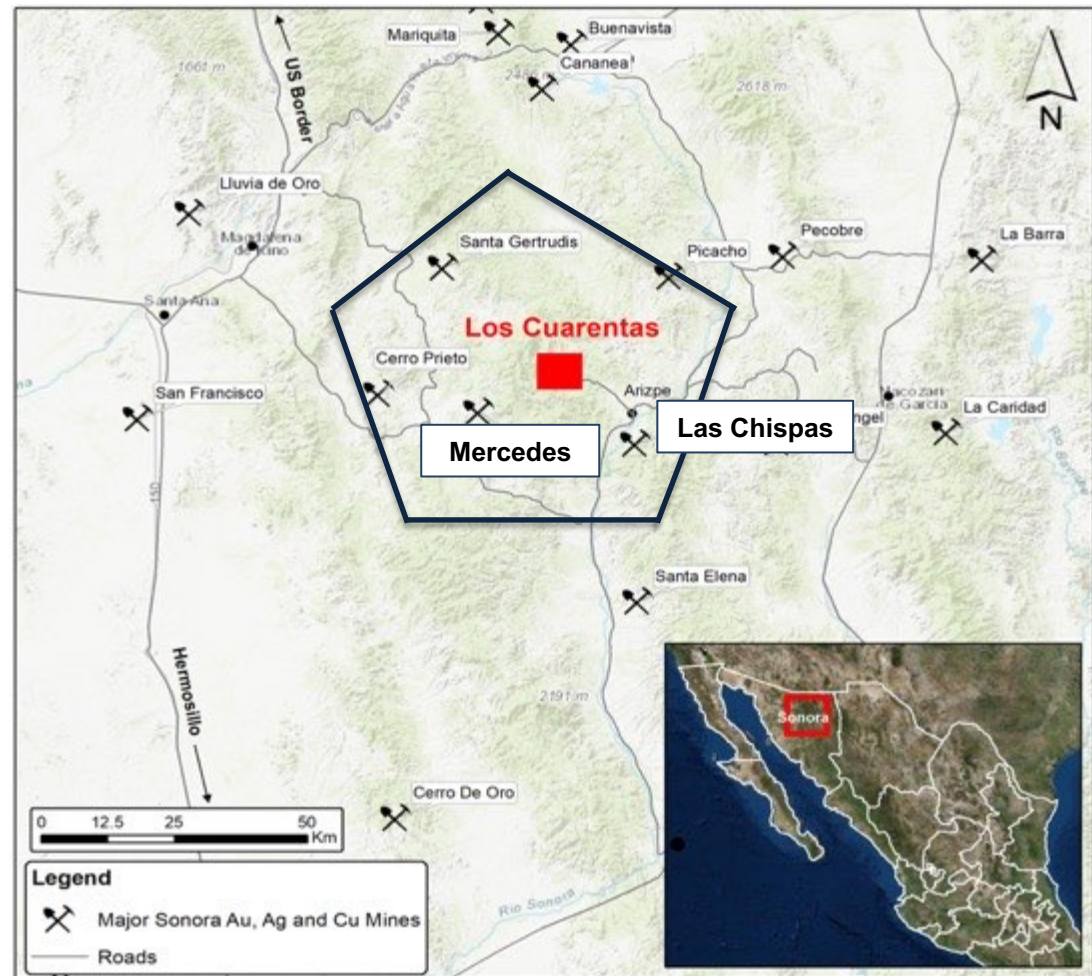 Mariquita
Buenavista
Cananea
1661 m
2618 m
US Border
N
Lluvia de Oro
Magdalena
Santa Gertrudis
Picacho
Pecobre
La Barra
Santa Ana
Los Cuarentas
Cerro Prieto
San Francisco
Arizpe
Nacozari
de García
La Caridad
Las Chispas
ngel
Mercedes
Santa Elena
150
Hermosillo
2191 m
Sonora
Cerro De Oro
0 12.5 25 50
Km
Rio Sonora
Legend
Major Sonora Au, Ag and Cu Mines
Roads